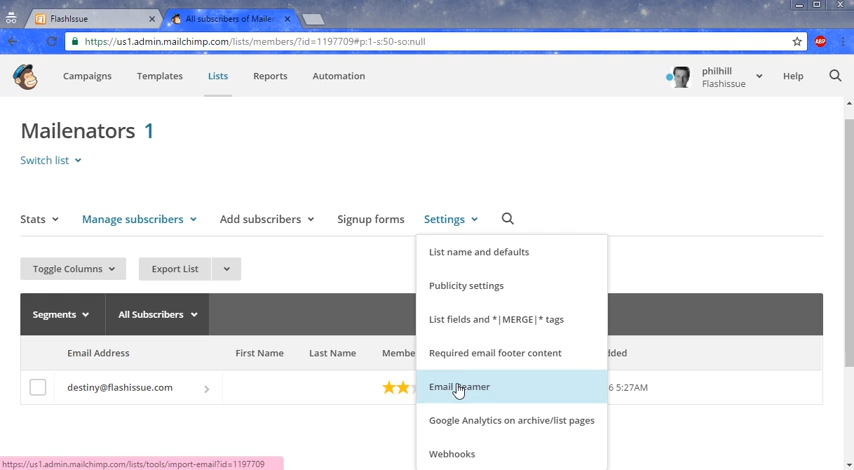 FlashIssue
All subscribers of Mailen
https://us1.admin.mailchimp.com/lists/members/?id=1197709#p:1-s:50-so:null
ABP
Campaigns Templates Lists Reports Automation philhill Flashissue Help
Mailenators 1
Switch list
Stats Manage subscribers Add subscribers Signup forms Settings
List name and defaults
Toggle Columns Export List
Publicity settings
Segments All Subscribers
List fields and *|MERGE|* tags
Email Address First Name Last Name Required email footer content
destiny@flashissue.com Email 5:27AM
Google Analytics on archive/list pages
Webhooks
https://us1.admin.mailchimp.com/lists/tools/import-email?id=1197709